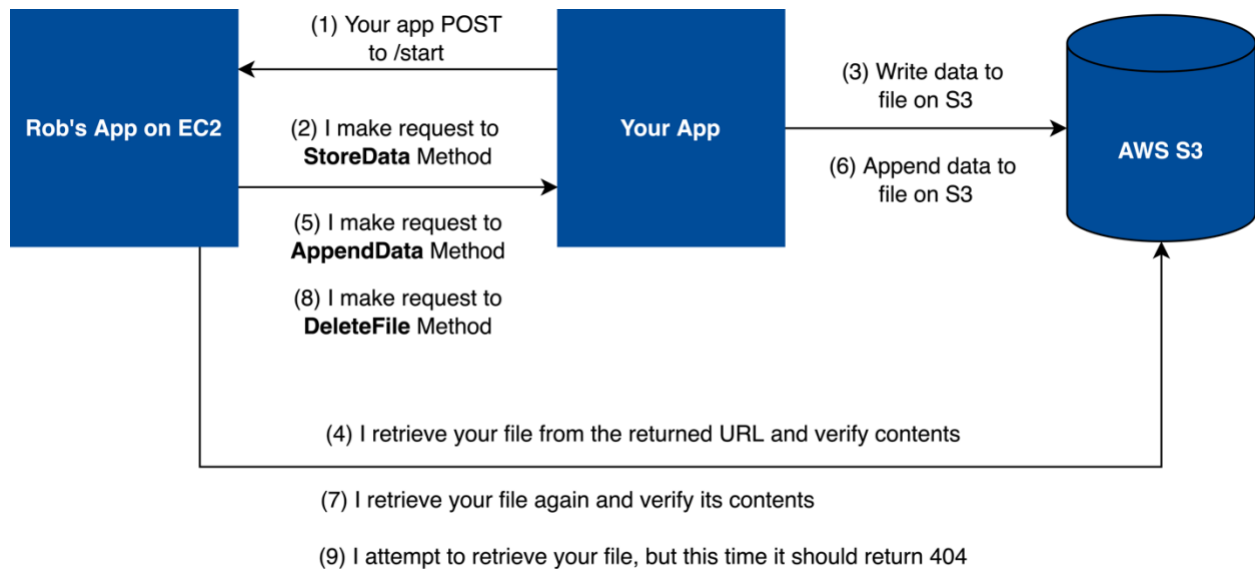 (1) Your app POST
to /start
Rob's App on EC2
(2) I make request to
StoreData Method
Your App
(3) Write data to
file on S3
AWS S3
(6) Append data to
file on S3
(5) I make request to
AppendData Method
(8) I make request to
DeleteFile Method
(4) I retrieve your file from the returned URL and verify contents
(7) I retrieve your file again and verify its contents
(9) I attempt to retrieve your file, but this time it should return 404